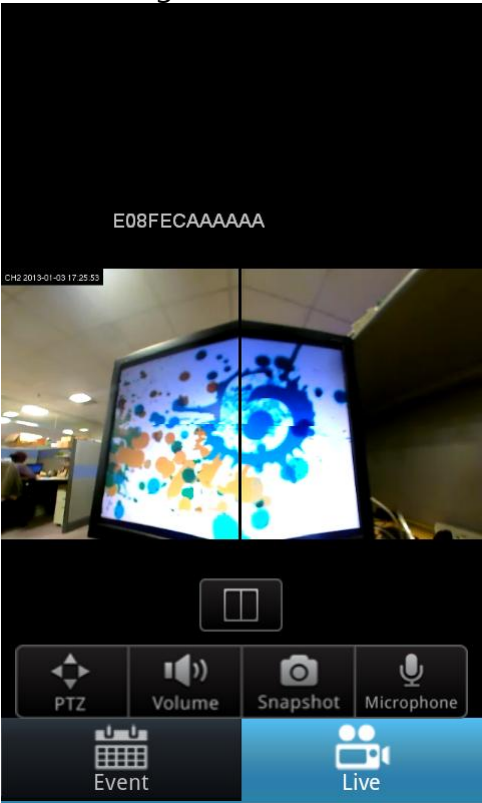 E08FECAAAAAA
CH2 2013-01-03 17:25:53
PTZ
Volume
Snapshot
Microphone
Event
Live